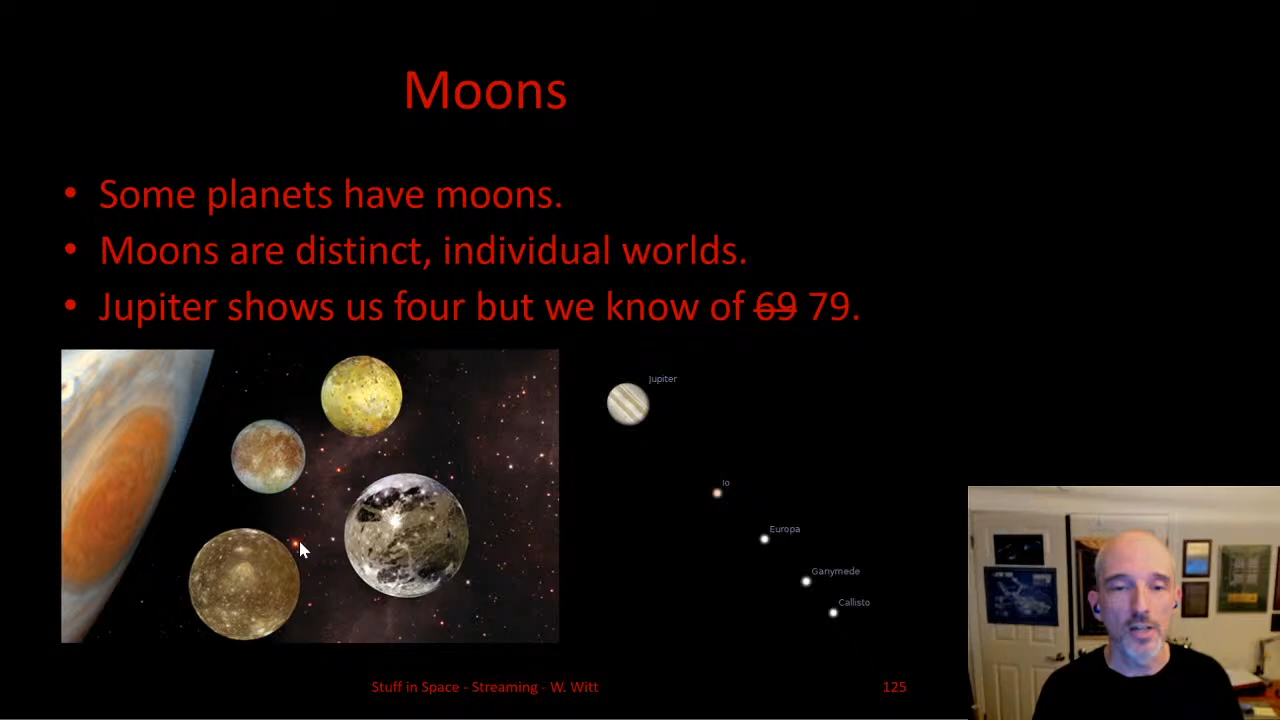 Moons
• Some planets have moons.
• Moons are distinct, individual worlds.
• Jupiter shows us four but we know of 69 79.
Jupiter
Io
Europa
Ganymede
Callisto
Stuff in Space - Streaming - W. Witt
125